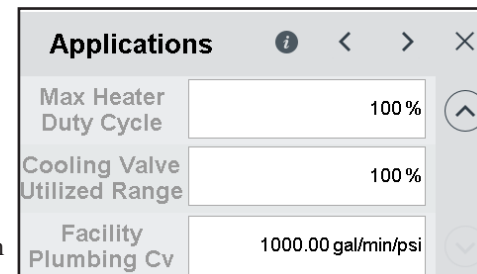 Applications
Max Heater
Duty Cycle
100 %
Cooling Valve
Utilized Range
100 %
Facility
Plumbing Cv
1000.00 gal/min/psi